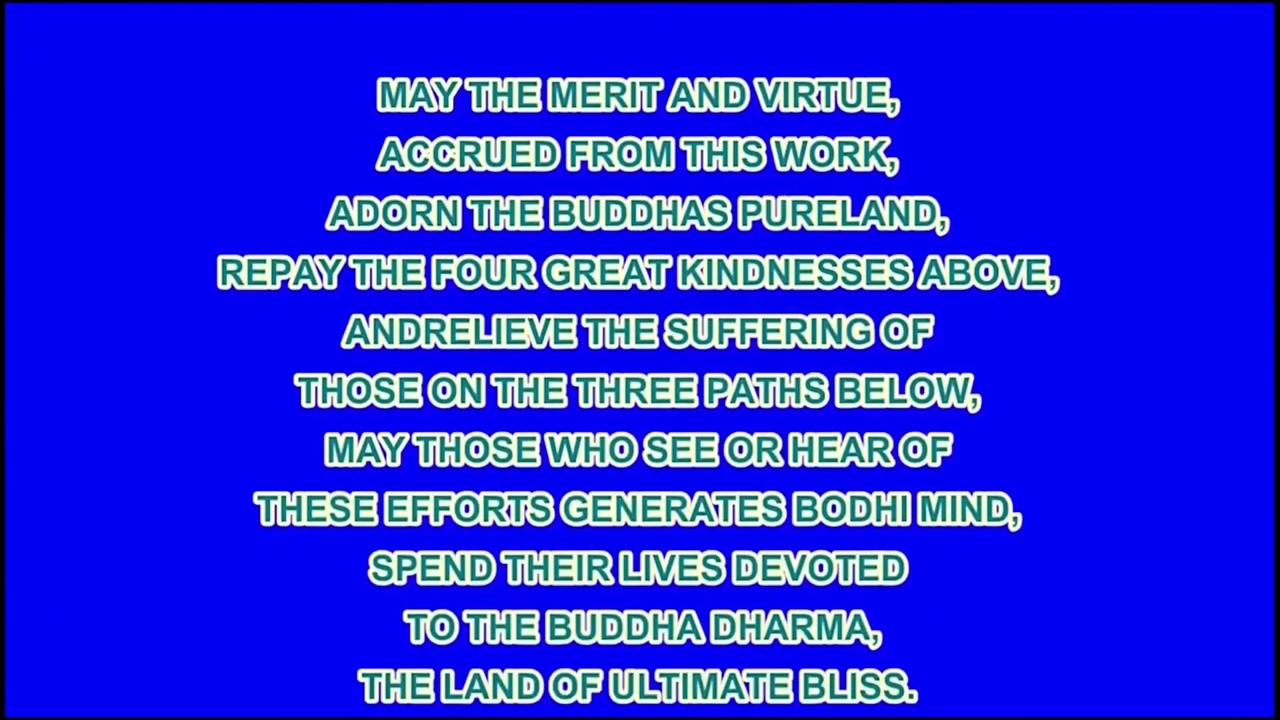 MAY THE MERIT AND VIRTUE,
ACCRUED FROM THIS WORK,
ADORN THE BUDDHAS PURELAND,
REPAY THE FOUR GREAT KINDNESSES ABOVE,
ANDRELIEVE THE SUFFERING OF
THOSE ON THE THREE PATHS BELOW,
MAY THOSE WHO SEE OR HEAR OF
THESE EFFORTS GENERATES BODHI MIND,
SPEND THEIR LIVES DEVOTED
TO THE BUDDHA DHARMA,
THE LAND OF ULTIMATE BLISS.